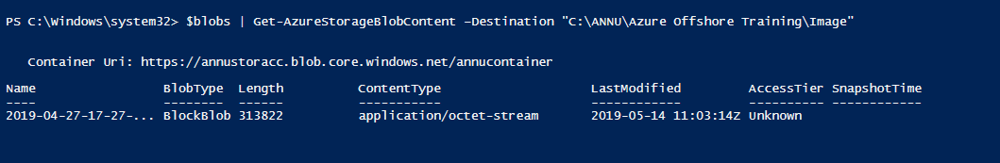 PS C:\Windows\system32> $blobs | Get-AzureStorageBlobContent –Destination "C:\ANNU\Azure Offshore Training\Image"
Container Uri: https://annustoracc.blob.core.windows.net/annucontainer
Name BlobType Length ContentType LastModified AccessTier SnapshotTime
---- -------- ------ ----------- ------------ ---------- ------------
2019-04-27-17-27-... BlockBlob 313822 application/octet-stream 2019-05-14 11:03:14Z Unknown